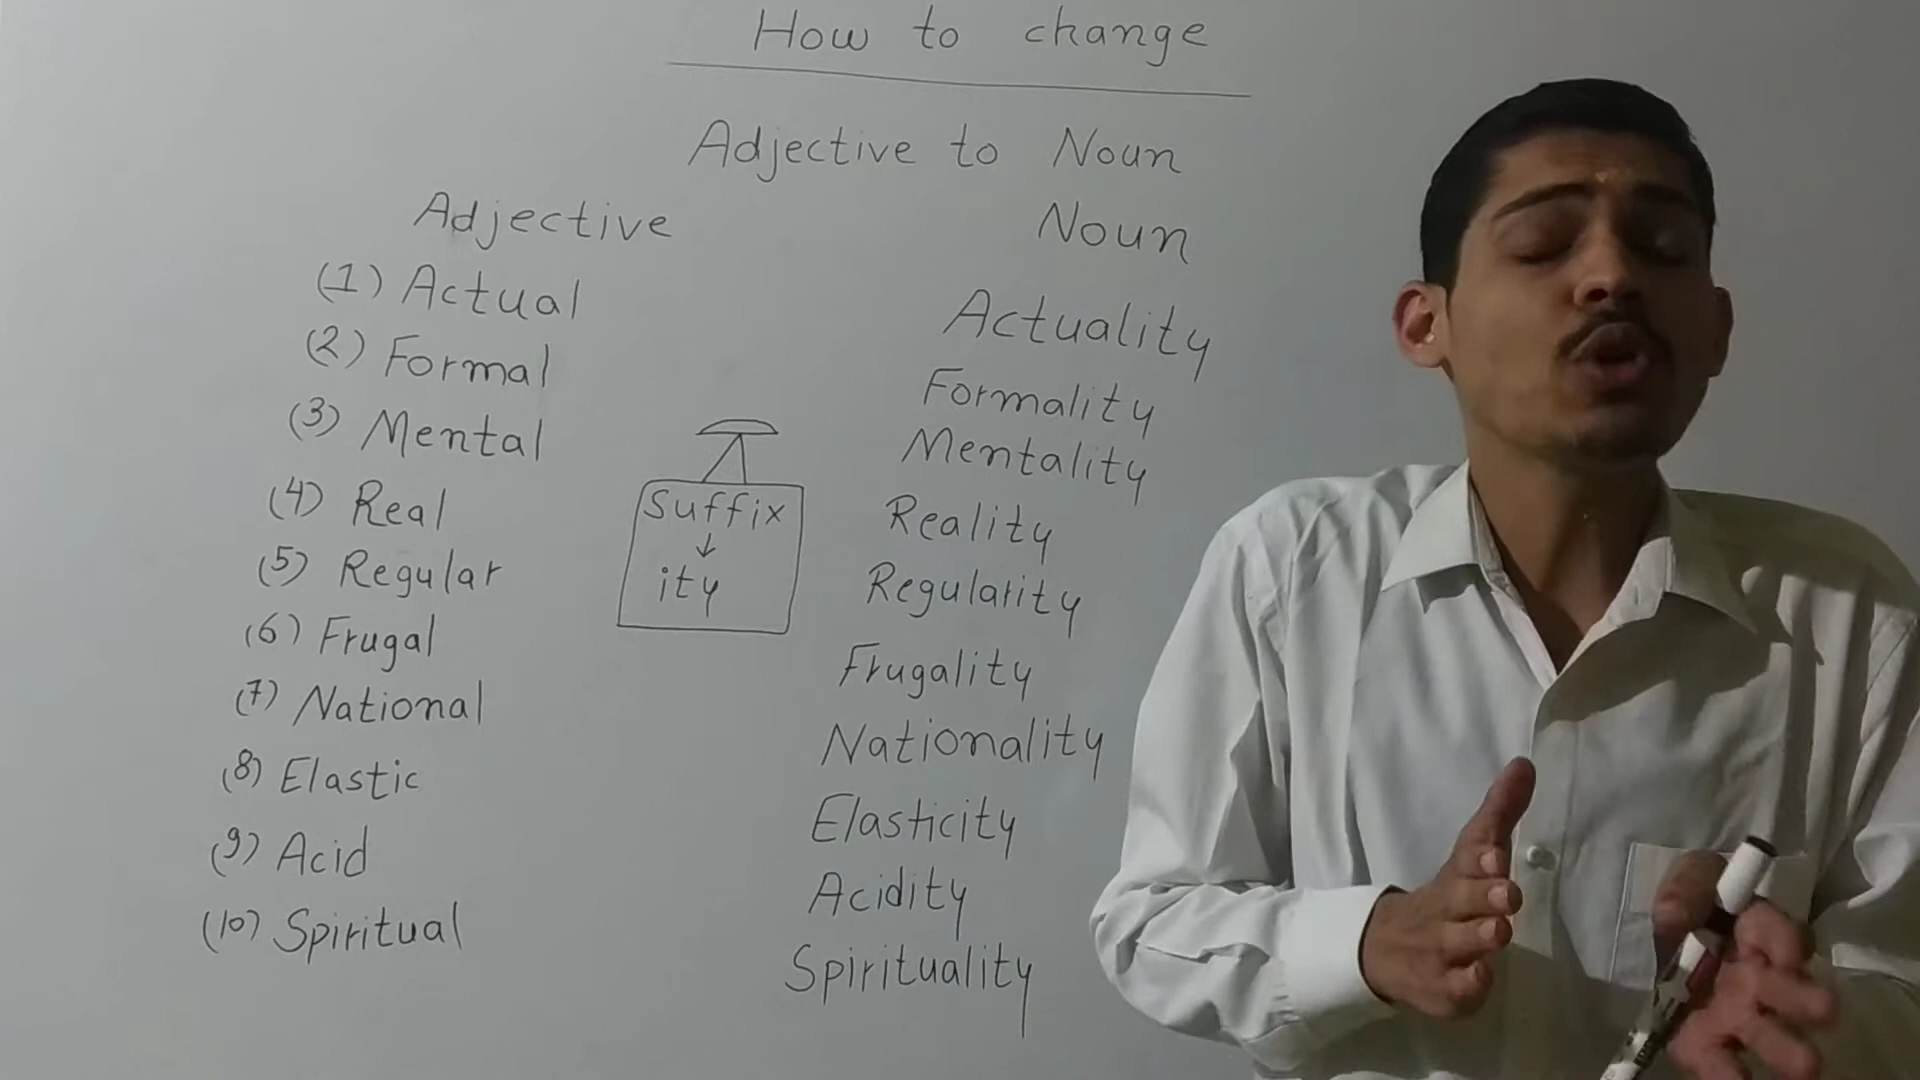 How to change
Adjective to Noun
Adjective Noun
(1) Actual Actuality
(2) Formal Formality
(3) Mental Mentality
(4) Real Reality
(5) Regular Regularity
(6) Frugal Frugality
(7) National Nationality
(8) Elastic Elasticity
(9) Acid Acidity
(10) Spiritual Spirituality
Suffix
↓
ity